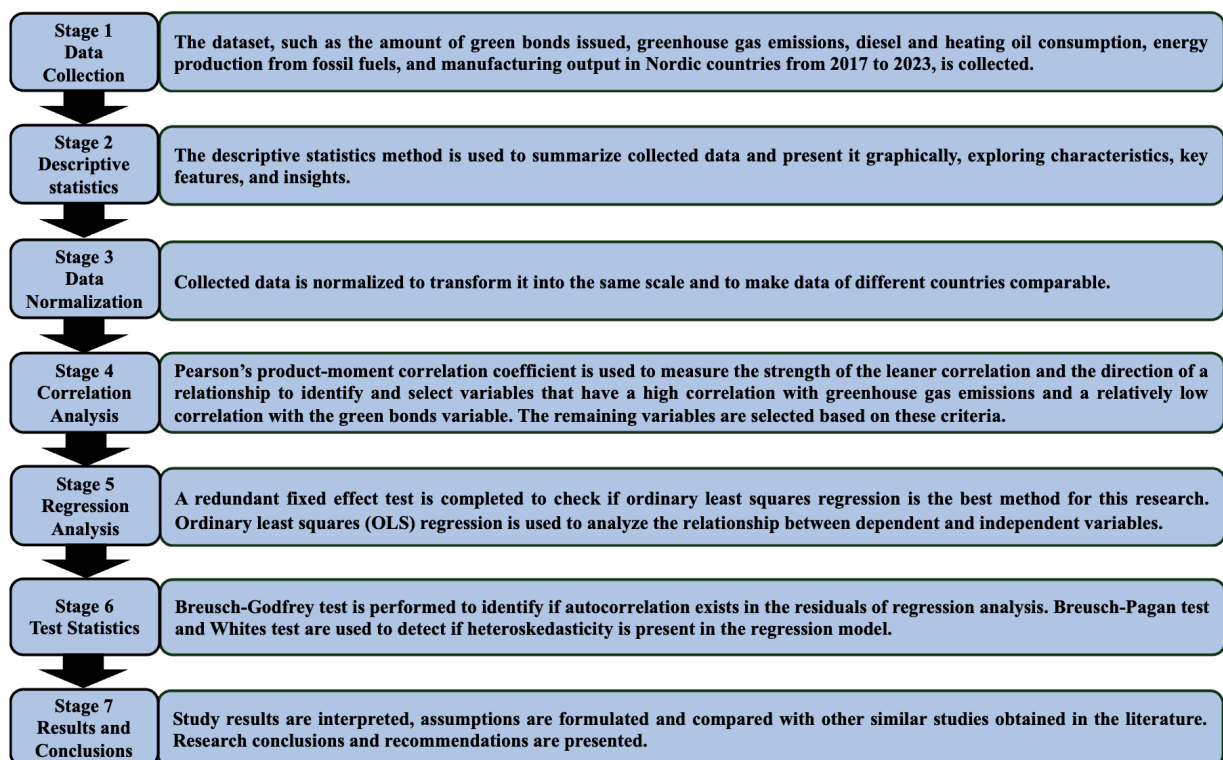 Stage 1
Data
Collection
The dataset, such as the amount of green bonds issued, greenhouse gas emissions, diesel and heating oil consumption, energy
production from fossil fuels, and manufacturing output in Nordic countries from 2017 to 2023, is collected.
Stage 2
Descriptive
statistics
The descriptive statistics method is used to summarize collected data and present it graphically, exploring characteristics, key
features, and insights.
Stage 3
Data
Normalization
Collected data is normalized to transform it into the same scale and to make data of different countries comparable.
Stage 4
Correlation
Analysis
Pearson’s product-moment correlation coefficient is used to measure the strength of the leaner correlation and the direction of a
relationship to identify and select variables that have a high correlation with greenhouse gas emissions and a relatively low
correlation with the green bonds variable. The remaining variables are selected based on these criteria.
Stage 5
Regression
Analysis
A redundant fixed effect test is completed to check if ordinary least squares regression is the best method for this research.
Ordinary least squares (OLS) regression is used to analyze the relationship between dependent and independent variables.
Stage 6
Test Statistics
Breusch-Godfrey test is performed to identify if autocorrelation exists in the residuals of regression analysis. Breusch-Pagan test
and Whites test are used to detect if heteroskedasticity is present in the regression model.
Stage 7
Results and
Conclusions
Study results are interpreted, assumptions are formulated and compared with other similar studies obtained in the literature.
Research conclusions and recommendations are presented.